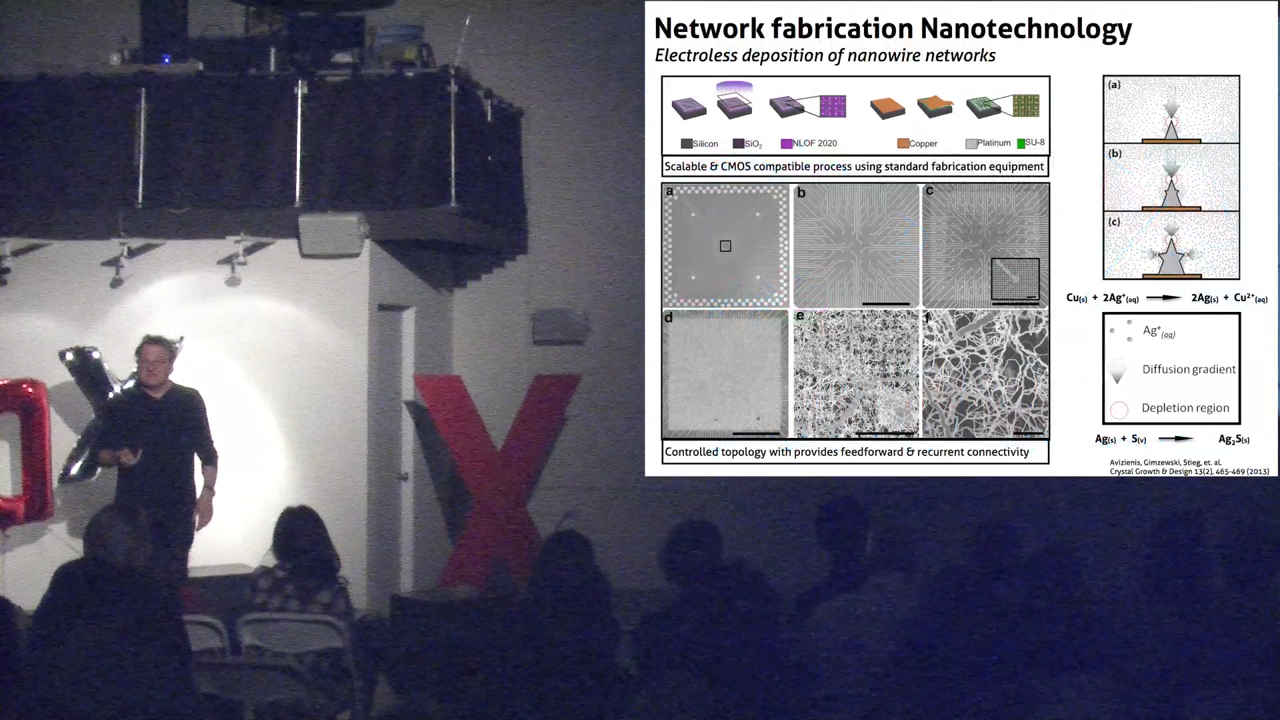 Network fabrication Nanotechnology
Electroless deposition of nanowire networks
Silicon SiO₂ NLOF 2020 Copper Platinum SU-8
Scalable & CMOS compatible process using standard fabrication equipment
a b c
d e f
Controlled topology with provides feedforward & recurrent connectivity
(a)
(b)
(c)
Cu(s) + 2Ag⁺(aq) 2Ag(s) + Cu²⁺(aq)
Ag⁺(aq)
Diffusion gradient
Depletion region
Ag(s) + S(v) Ag₂S(s)
Avizienis, Gimzewski, Stieg, et. al.
Crystal Growth & Design 13(2), 465-469 (2013)
X
X